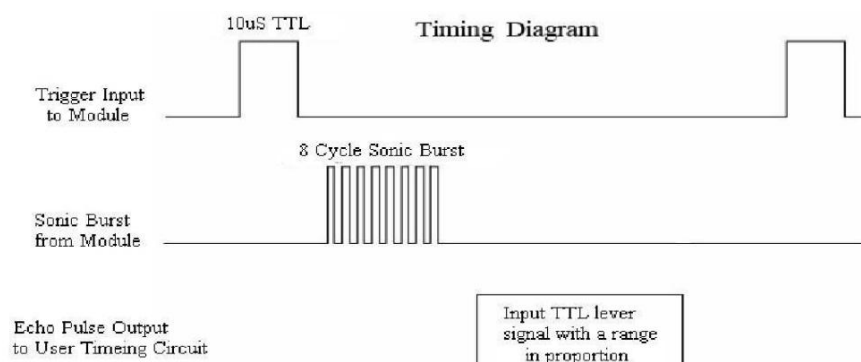 10uS TTL
Timing Diagram
Trigger Input
to Module
8 Cycle Sonic Burst
Sonic Burst
from Module
Echo Pulse Output
to User Timeing Circuit
Input TTL lever
signal with a range
in proportion